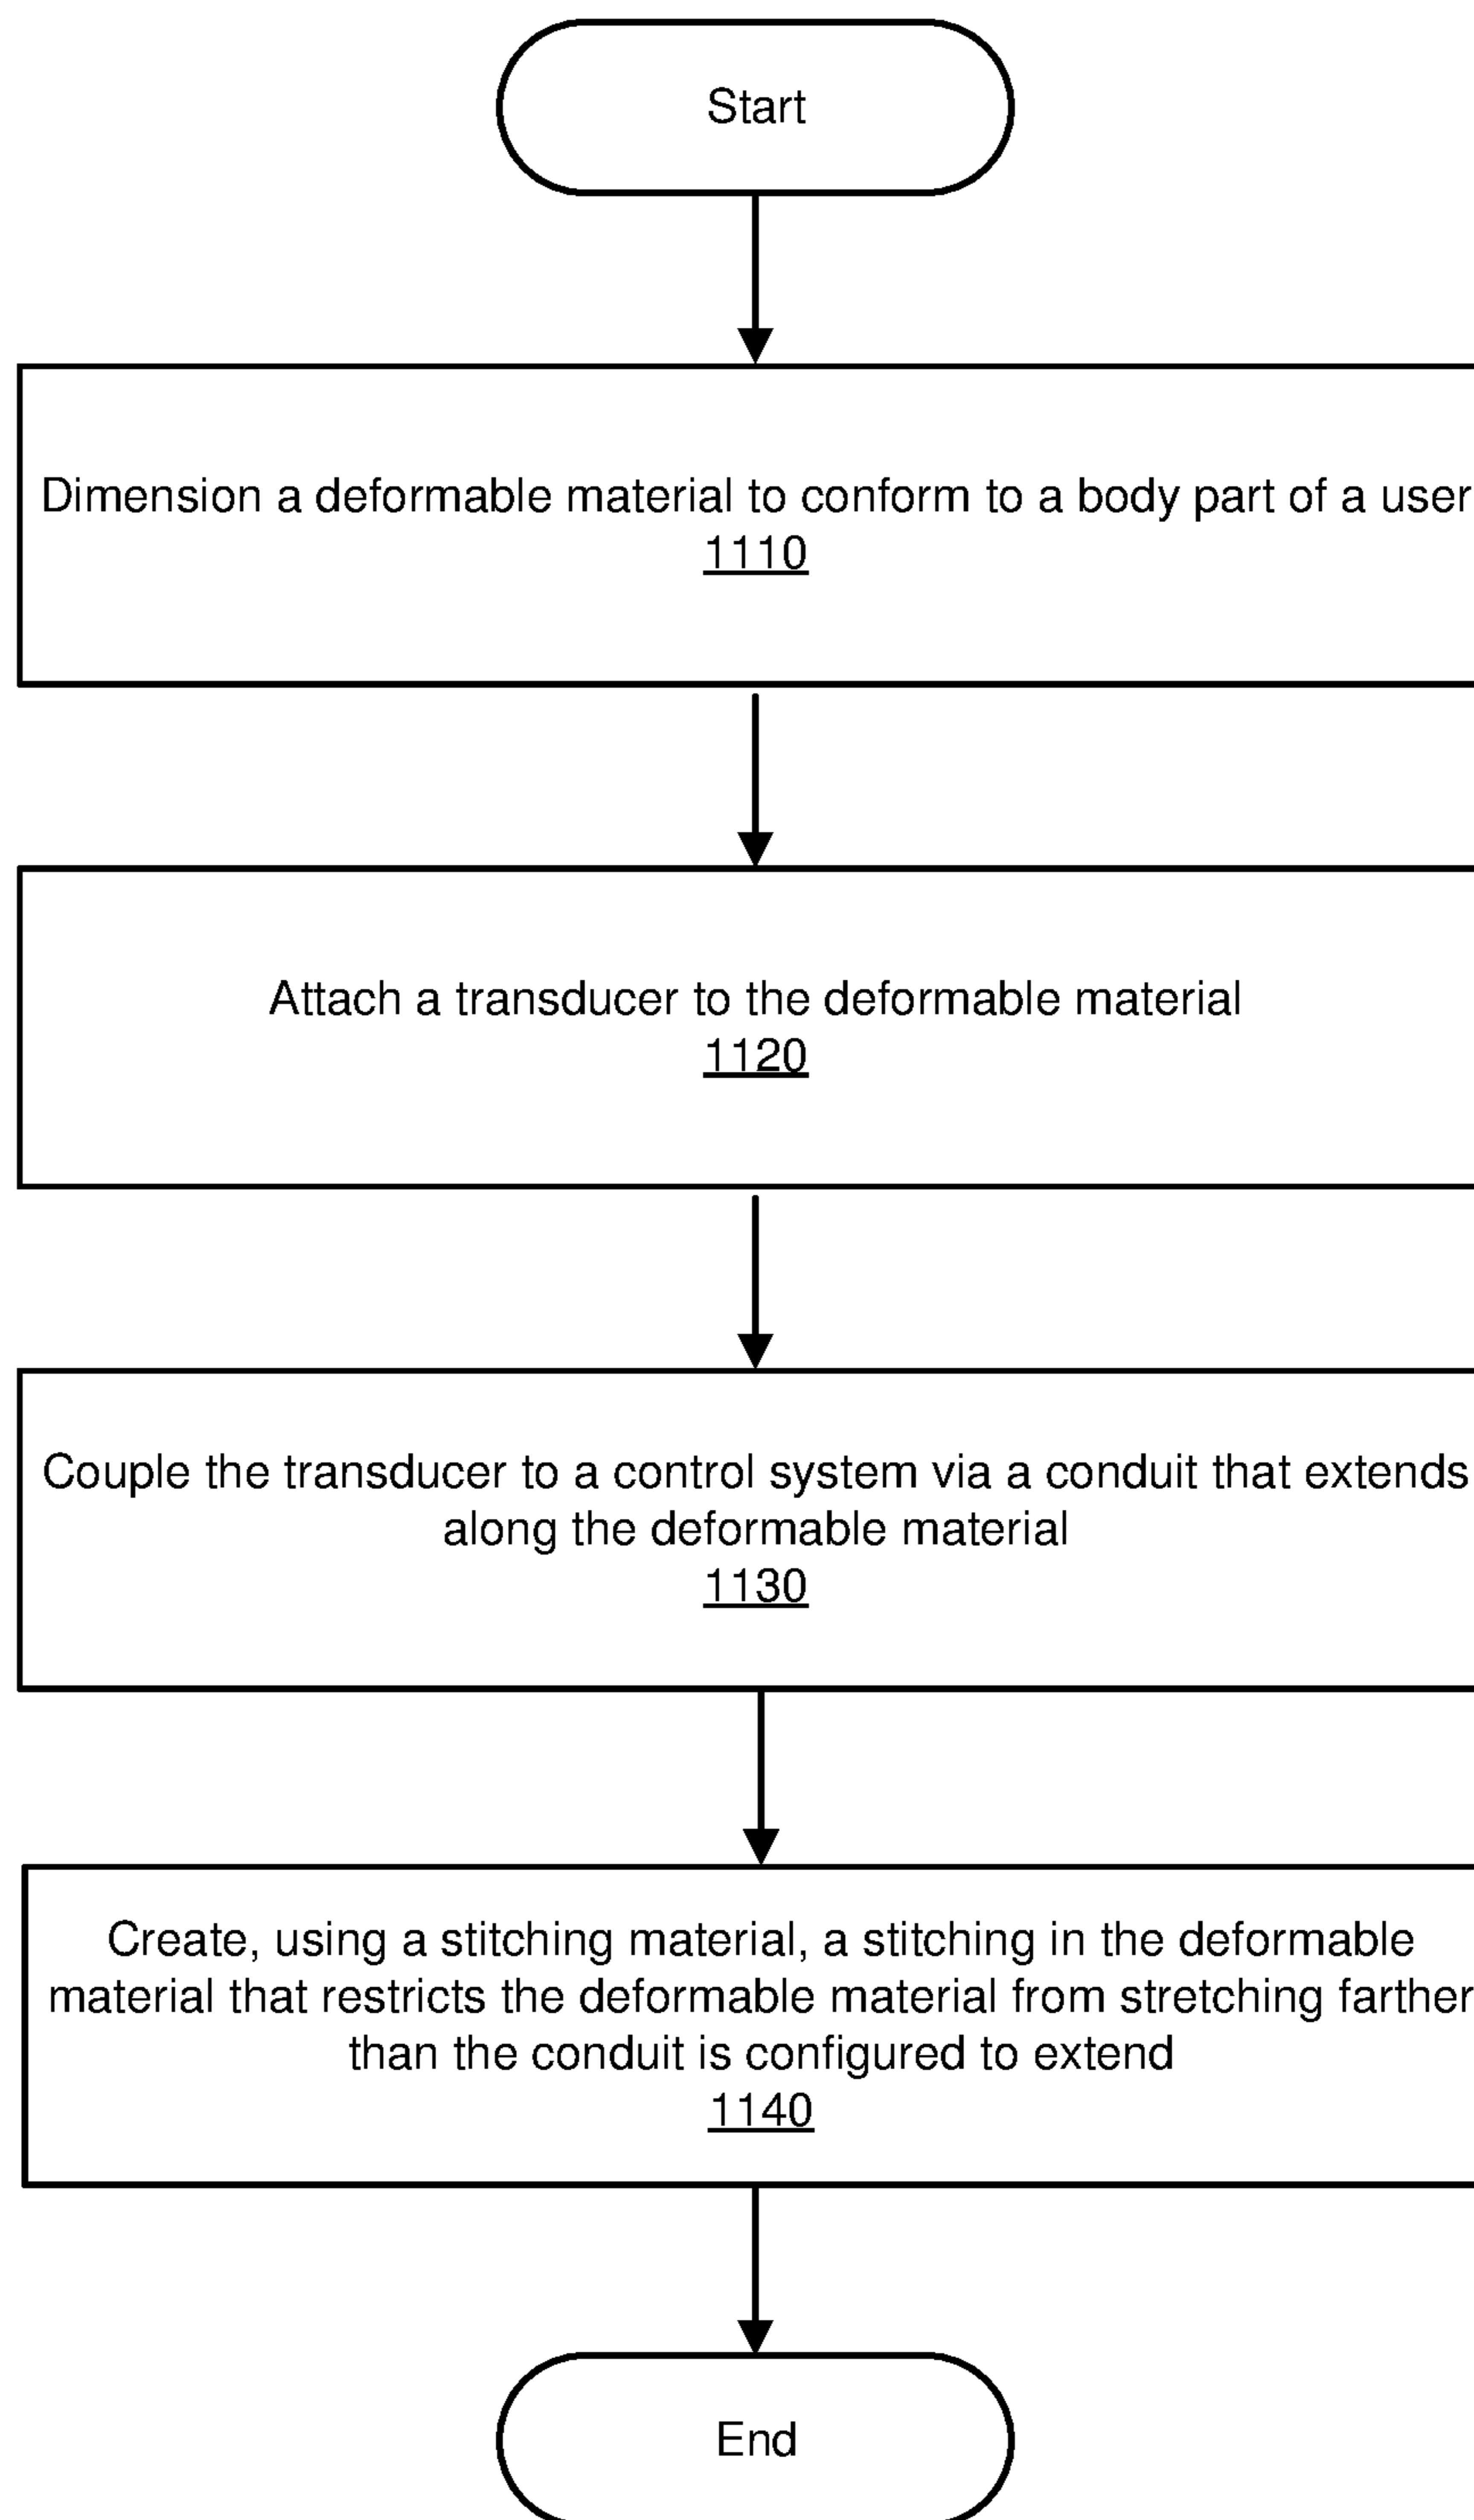 Start
Dimension a deformable material to conform to a body part of a user
1110
Attach a transducer to the deformable material
1120
Couple the transducer to a control system via a conduit that extends
along the deformable material
1130
Create, using a stitching material, a stitching in the deformable
material that restricts the deformable material from stretching farther
than the conduit is configured to extend
1140
End